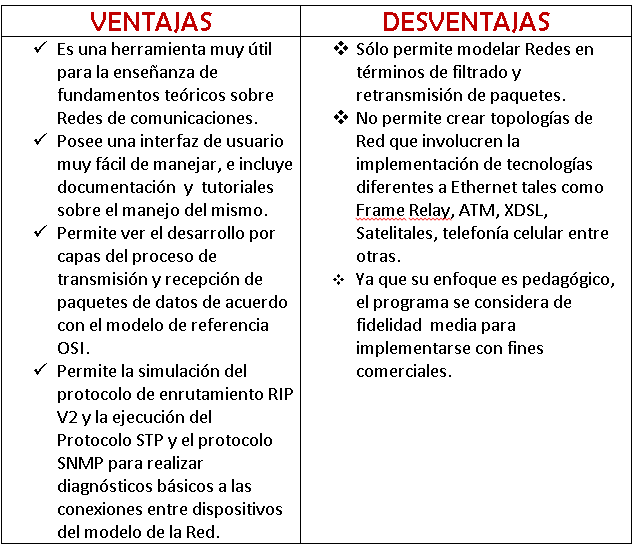 VENTAJAS
✓ Es una herramienta muy útil
para la enseñanza de
fundamentos teóricos sobre
Redes de comunicaciones.
✓ Posee una interfaz de usuario
muy fácil de manejar, e incluye
documentación y tutoriales
sobre el manejo del mismo.
✓ Permite ver el desarrollo por
capas del proceso de
transmisión y recepción de
paquetes de datos de acuerdo
con el modelo de referencia
OSI.
✓ Permite la simulación del
protocolo de enrutamiento RIP
V2 y la ejecución del
Protocolo STP y el protocolo
SNMP para realizar
diagnósticos básicos a las
conexiones entre dispositivos
del modelo de la Red.
DESVENTAJAS
❖ Sólo permite modelar Redes en
términos de filtrado y
retransmisión de paquetes.
❖ No permite crear topologías de
Red que involucren la
implementación de tecnologías
diferentes a Ethernet tales como
Frame Relay, ATM, XDSL,
Satelitales, telefonía celular entre
otras.
❖ Ya que su enfoque es pedagógico,
el programa se considera de
fidelidad media para
implementarse con fines
comerciales.